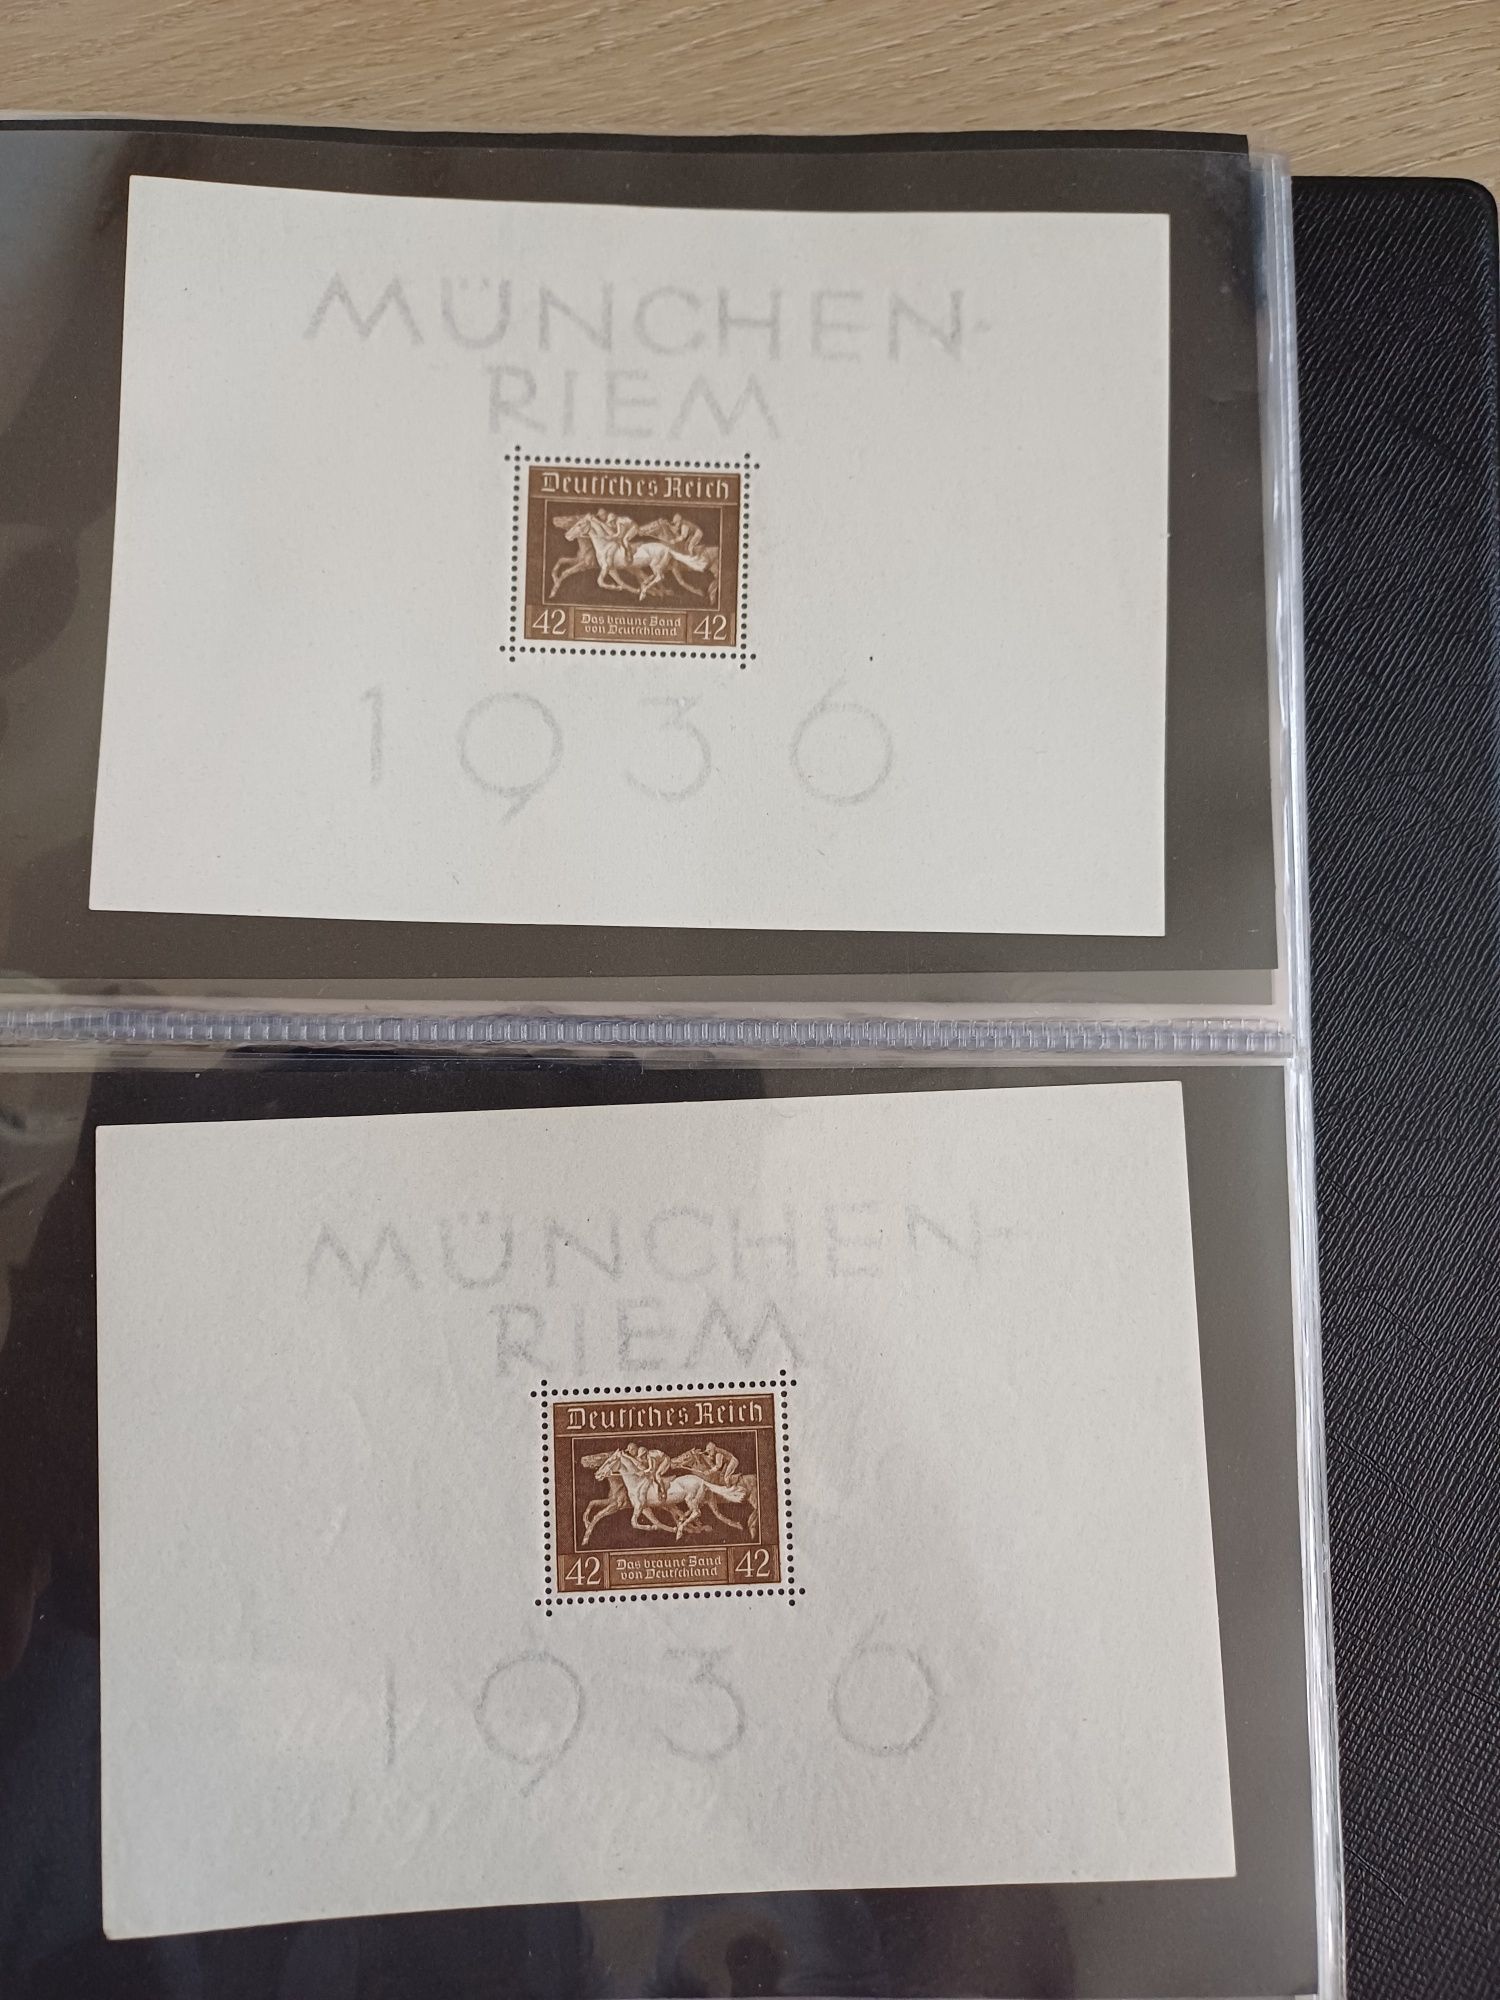 MÜNCHEN-
RIEM
Deutsches Reich
42 Das braune Band 42
von Deutschland
1936
MÜNCHEN-
RIEM
Deutsches Reich
42 Das braune Band 42
von Deutschland
1936